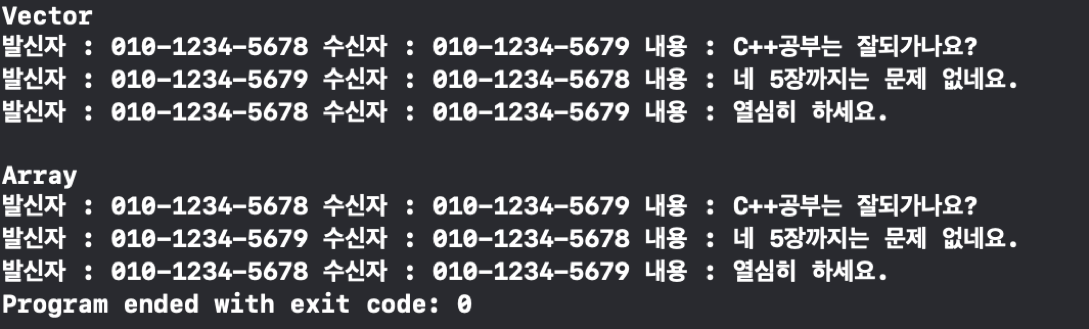 Vector
발신자 : 010-1234-5678 수신자 : 010-1234-5679 내용 : C++공부는 잘되가나요?
발신자 : 010-1234-5679 수신자 : 010-1234-5678 내용 : 네 5장까지는 문제 없네요.
발신자 : 010-1234-5678 수신자 : 010-1234-5679 내용 : 열심히 하세요.
Array
발신자 : 010-1234-5678 수신자 : 010-1234-5679 내용 : C++공부는 잘되가나요?
발신자 : 010-1234-5679 수신자 : 010-1234-5678 내용 : 네 5장까지는 문제 없네요.
발신자 : 010-1234-5678 수신자 : 010-1234-5679 내용 : 열심히 하세요.
Program ended with exit code: 0